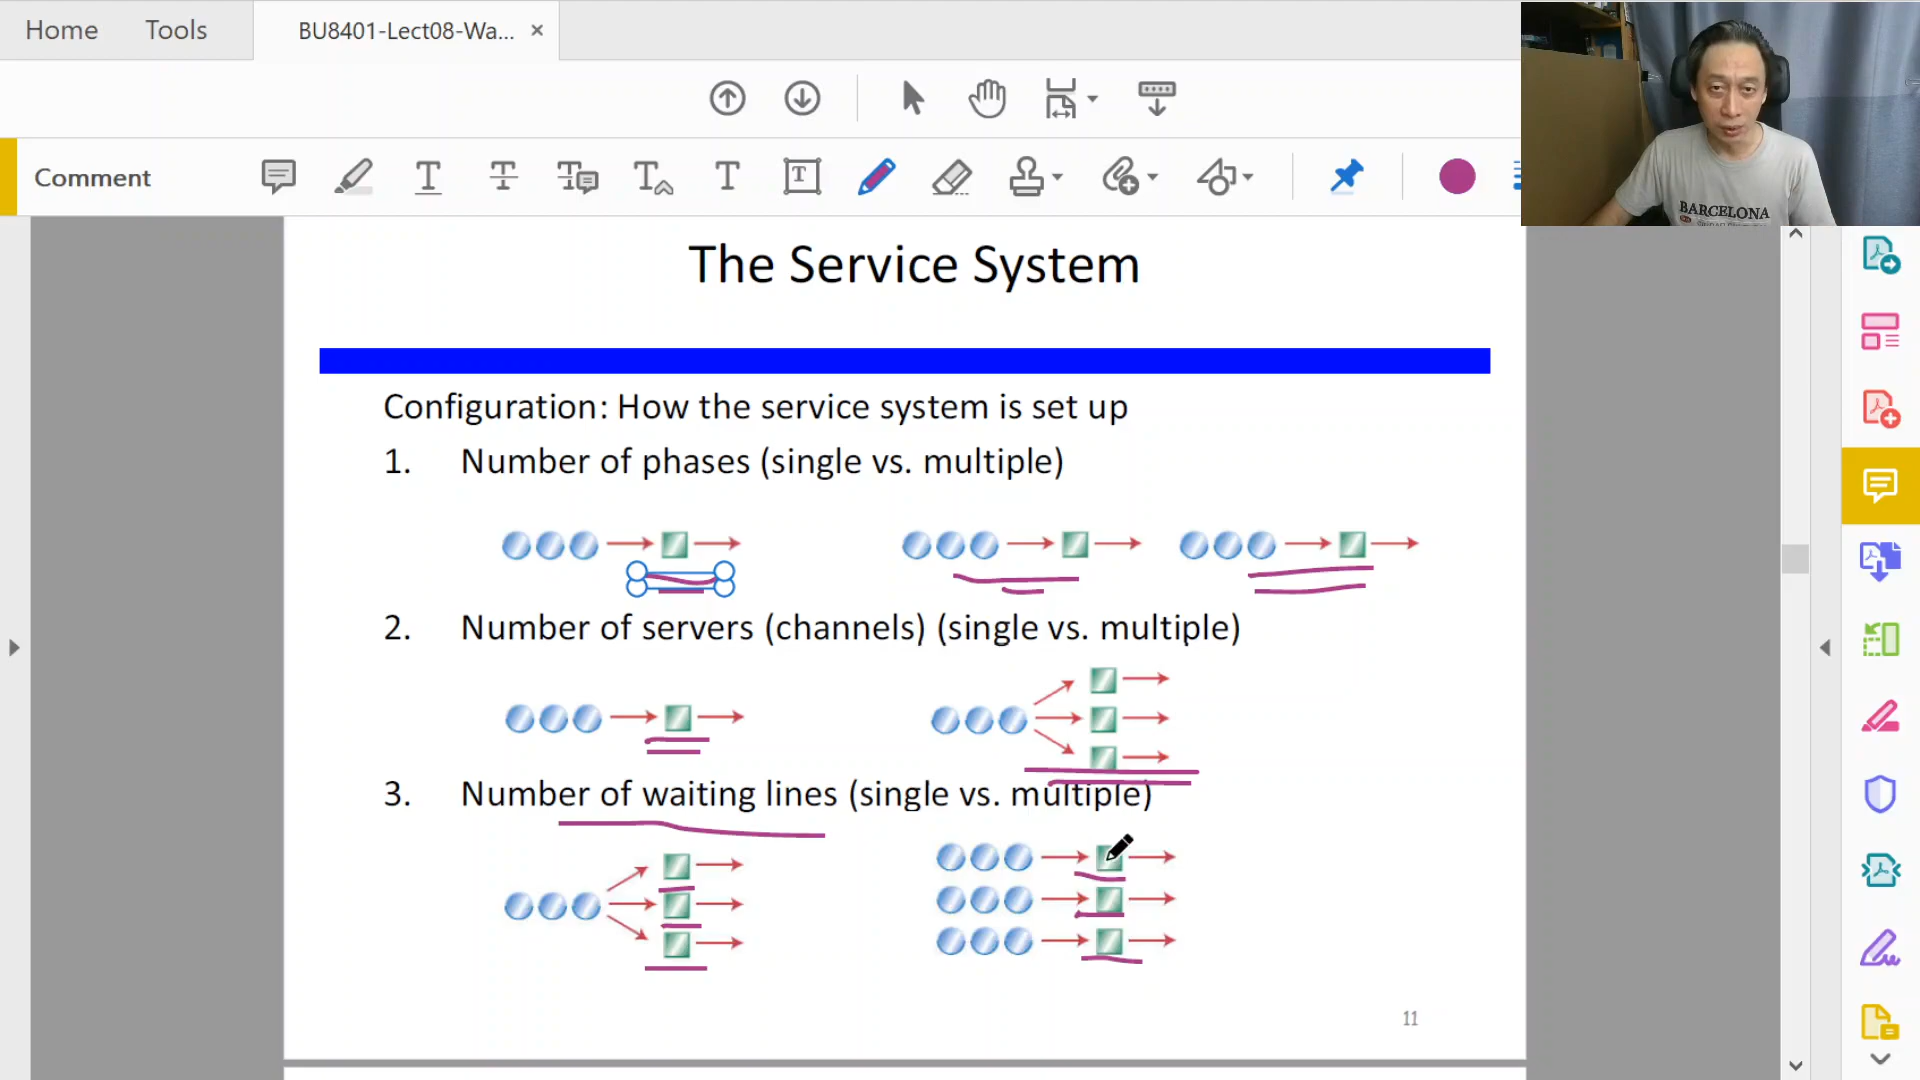 Home
Tools
BU8401-Lect08-Wa...
Comment
BARCELONA
The Service System
Configuration: How the service system is set up
1. Number of phases (single vs. multiple)
2. Number of servers (channels) (single vs. multiple)
3. Number of waiting lines (single vs. multiple)
11